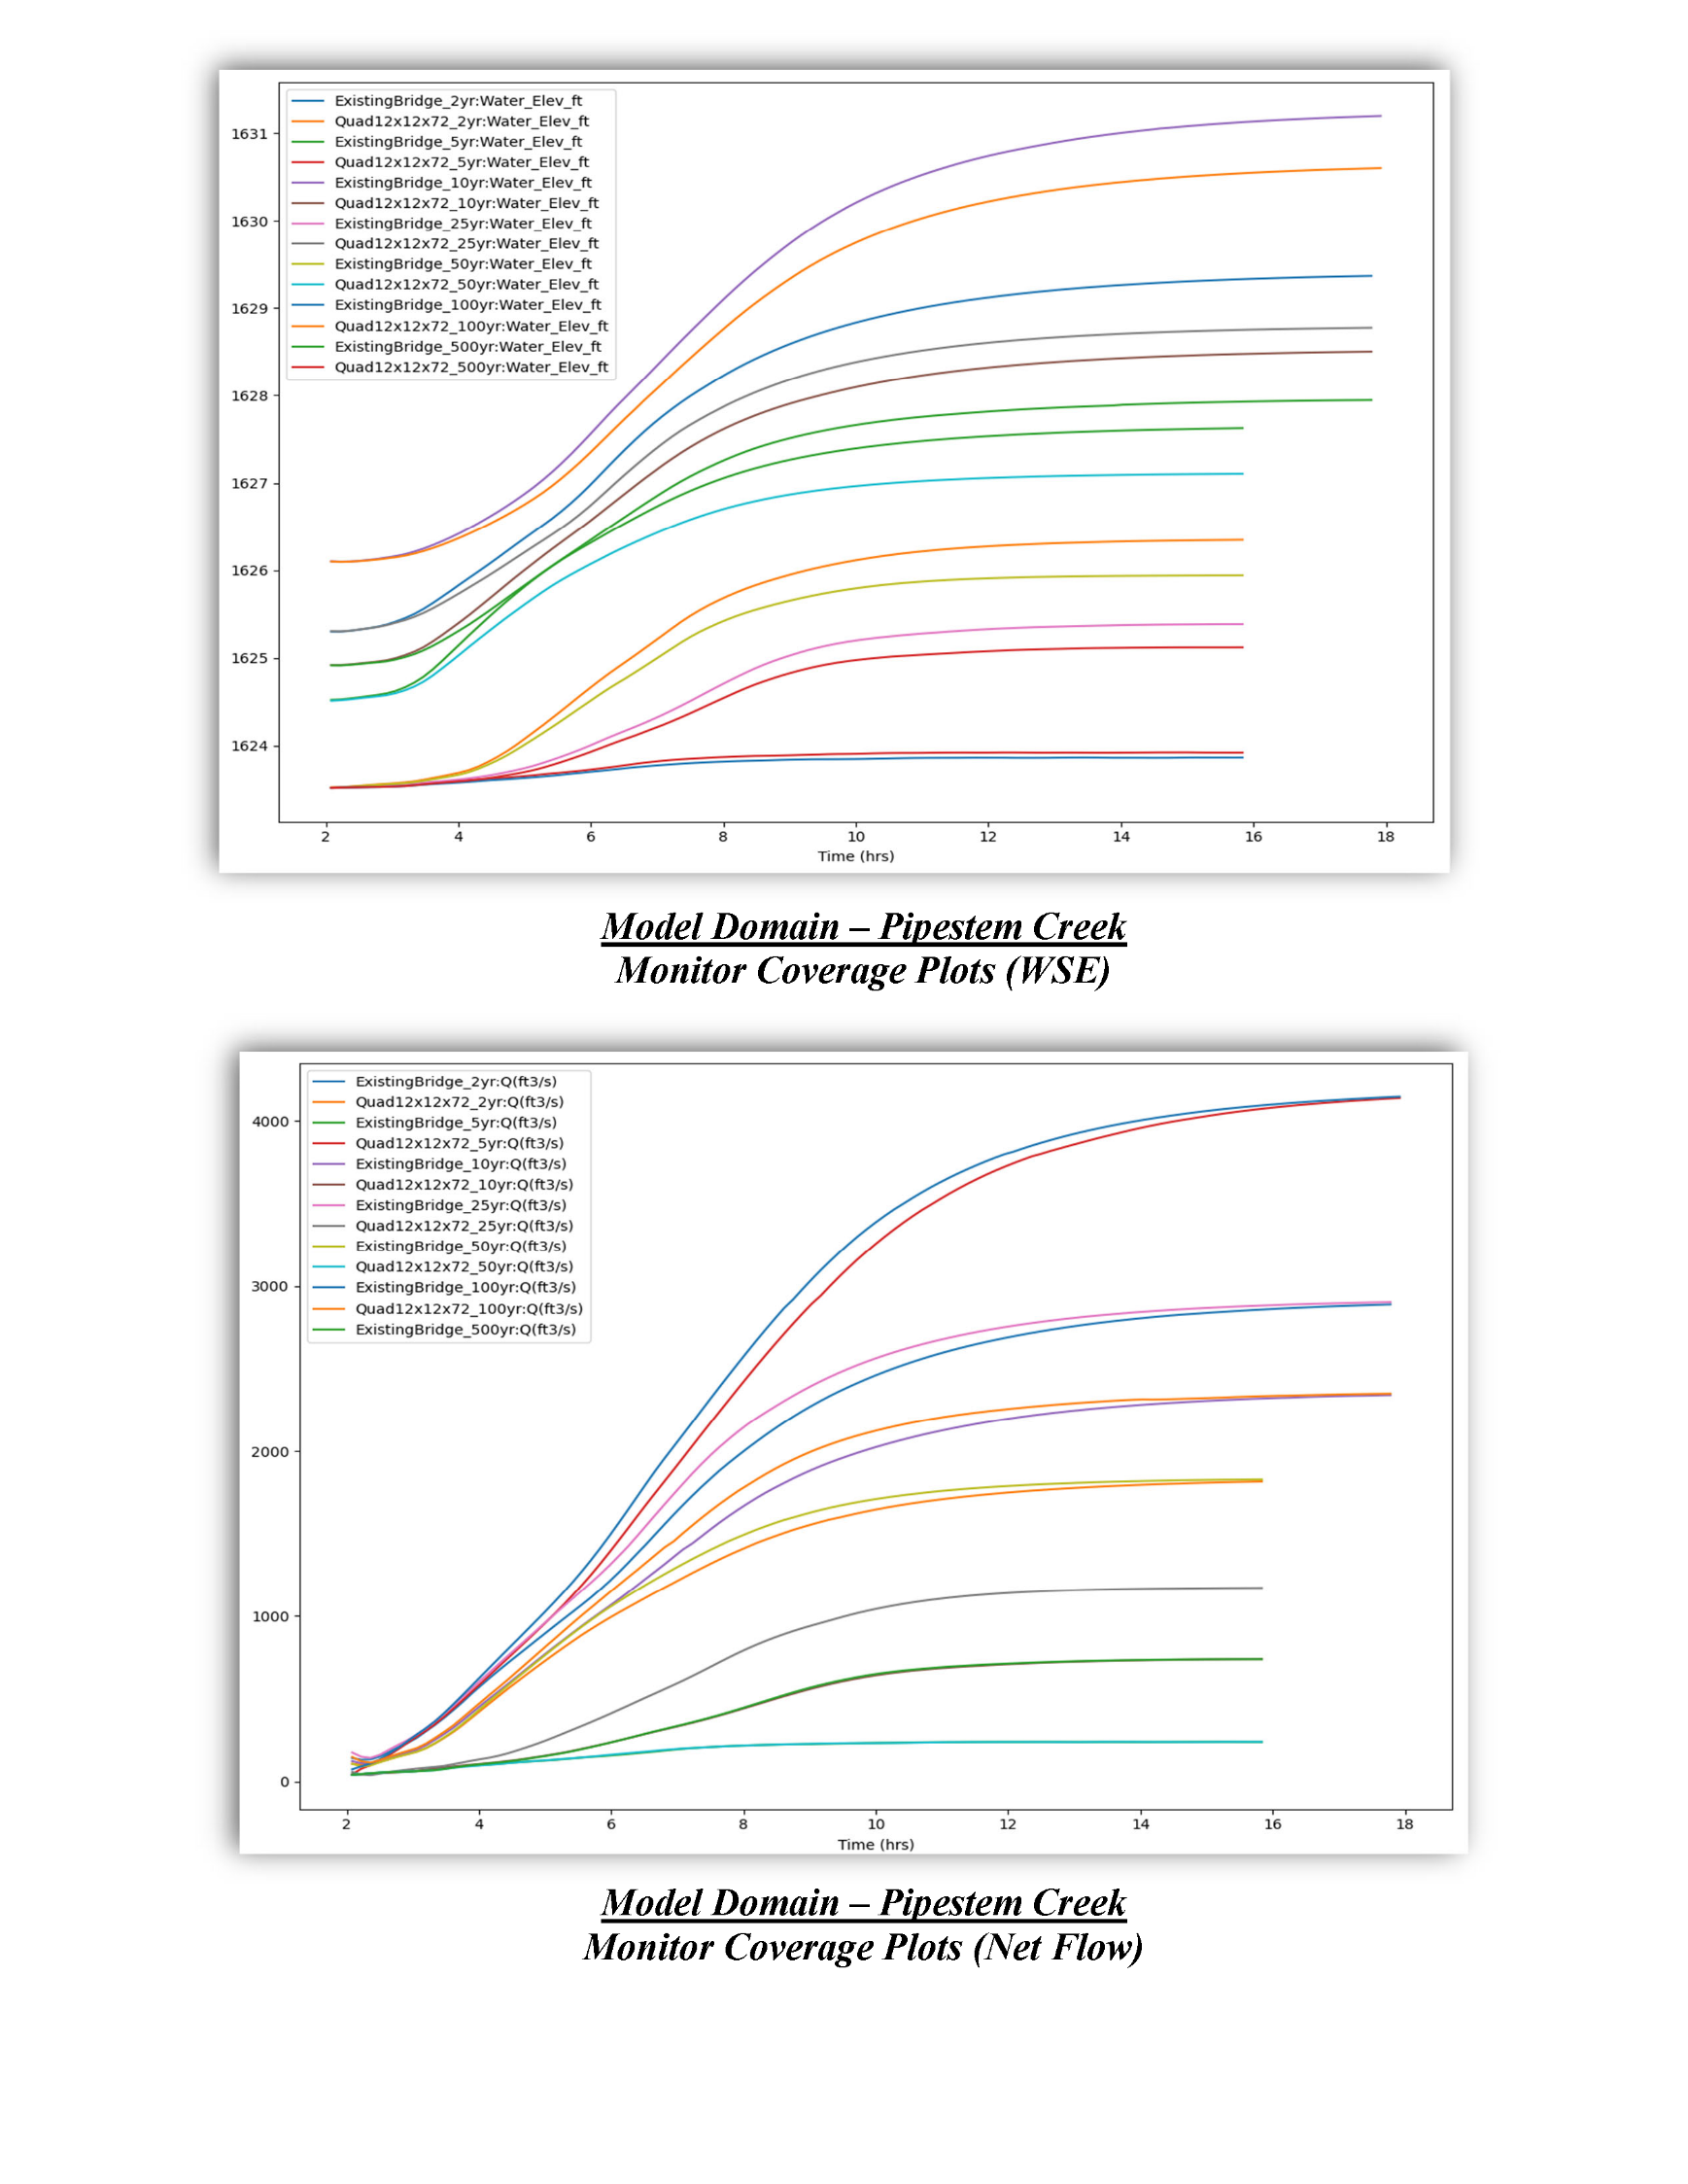 ExistingBridge_2yr:Water_Elev_ft
Quad12x12x72_2yr:Water_Elev_ft
ExistingBridge_5yr:Water_Elev_ft
Quad12x12x72_5yr:Water_Elev_ft
ExistingBridge_10yr:Water_Elev_ft
Quad12x12x72_10yr:Water_Elev_ft
ExistingBridge_25yr:Water_Elev_ft
Quad12x12x72_25yr:Water_Elev_ft
ExistingBridge_50yr:Water_Elev_ft
Quad12x12x72_50yr:Water_Elev_ft
ExistingBridge_100yr:Water_Elev_ft
Quad12x12x72_100yr:Water_Elev_ft
ExistingBridge_500yr:Water_Elev_ft
Quad12x12x72_500yr:Water_Elev_ft
1631
1630
1629
1628
1627
1626
1625
1624
2 4 6 8 10 12 14 16 18
Time (hrs)
Model Domain – Pipestem Creek
Monitor Coverage Plots (WSE)
ExistingBridge_2yr:Q(ft3/s)
Quad12x12x72_2yr:Q(ft3/s)
ExistingBridge_5yr:Q(ft3/s)
Quad12x12x72_5yr:Q(ft3/s)
ExistingBridge_10yr:Q(ft3/s)
Quad12x12x72_10yr:Q(ft3/s)
ExistingBridge_25yr:Q(ft3/s)
Quad12x12x72_25yr:Q(ft3/s)
ExistingBridge_50yr:Q(ft3/s)
Quad12x12x72_50yr:Q(ft3/s)
ExistingBridge_100yr:Q(ft3/s)
Quad12x12x72_100yr:Q(ft3/s)
ExistingBridge_500yr:Q(ft3/s)
4000
3000
2000
1000
0
2 4 6 8 10 12 14 16 18
Time (hrs)
Model Domain – Pipestem Creek
Monitor Coverage Plots (Net Flow)